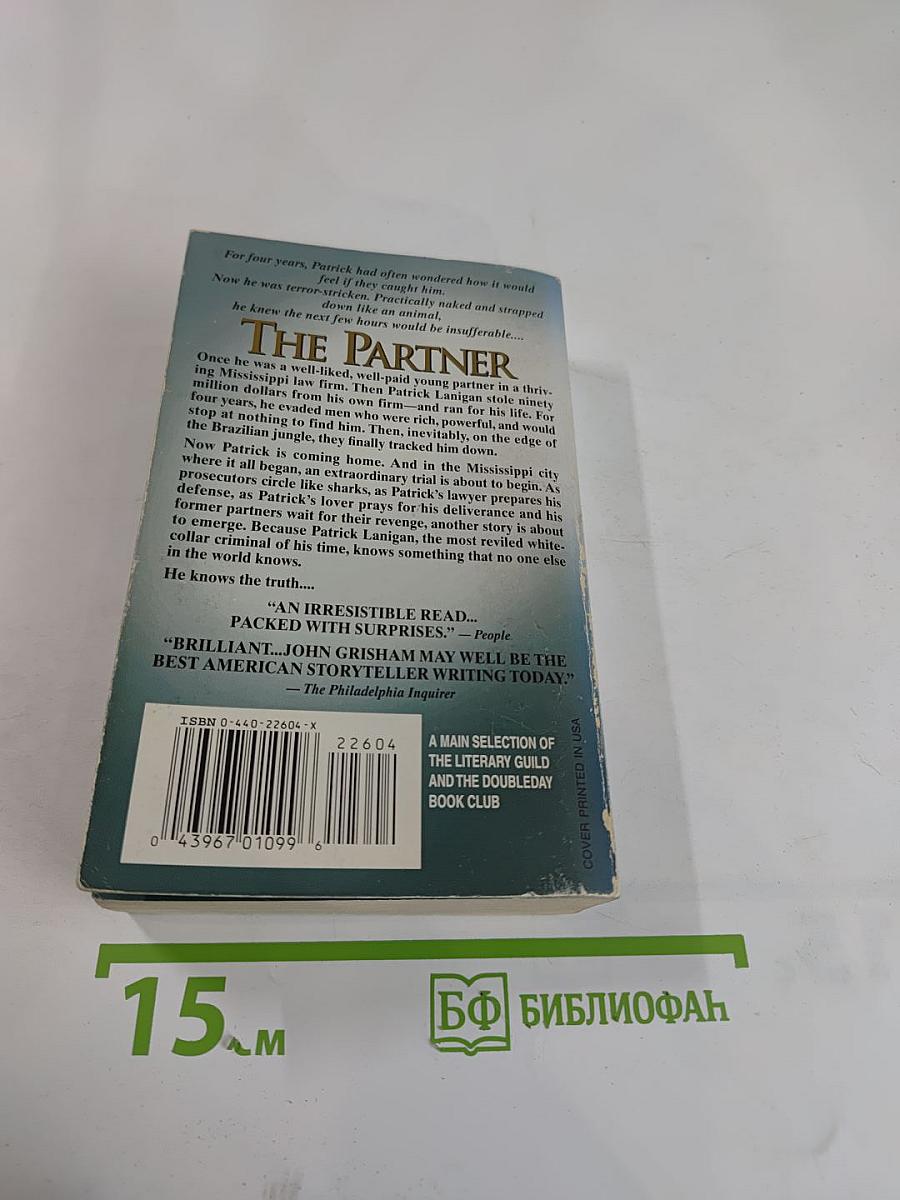 For four years, Patrick had often wondered how it would
feel if they caught him.
Now he was terror-stricken. Practically naked and strapped
down like an animal,
he knew the next few hours would be insufferable....
THE PARTNER
Once he was a well-liked, well-paid young partner in a thriv-
ing Mississippi law firm. Then Patrick Lanigan stole ninety
million dollars from his own firm—and ran for his life. For
four years, he evaded men who were rich, powerful, and would
stop at nothing to find him. Then, inevitably, on the edge of
the Brazilian jungle, they finally tracked him down.
Now Patrick is coming home. And in the Mississippi city
where it all began, an extraordinary trial is about to begin. As
prosecutors circle like sharks, as Patrick's lawyer prepares his
defense, as Patrick's lover prays for his deliverance and his
former partners wait for their revenge, another story is about
to emerge. Because Patrick Lanigan, the most reviled white-
collar criminal of his time, knows something that no one else
in the world knows.
He knows the truth....
“AN IRRESISTIBLE READ...
PACKED WITH SURPRISES.” — People
“BRILLIANT...JOHN GRISHAM MAY WELL BE THE
BEST AMERICAN STORYTELLER WRITING TODAY.”
— The Philadelphia Inquirer
ISBN 0-440-22604-X
22604
0 43967 01099 6
A MAIN SELECTION OF
THE LITERARY GUILD
AND THE DOUBLEDAY
BOOK CLUB
COVER PRINTED IN USA
15 см
БФ БИБЛИОФАН